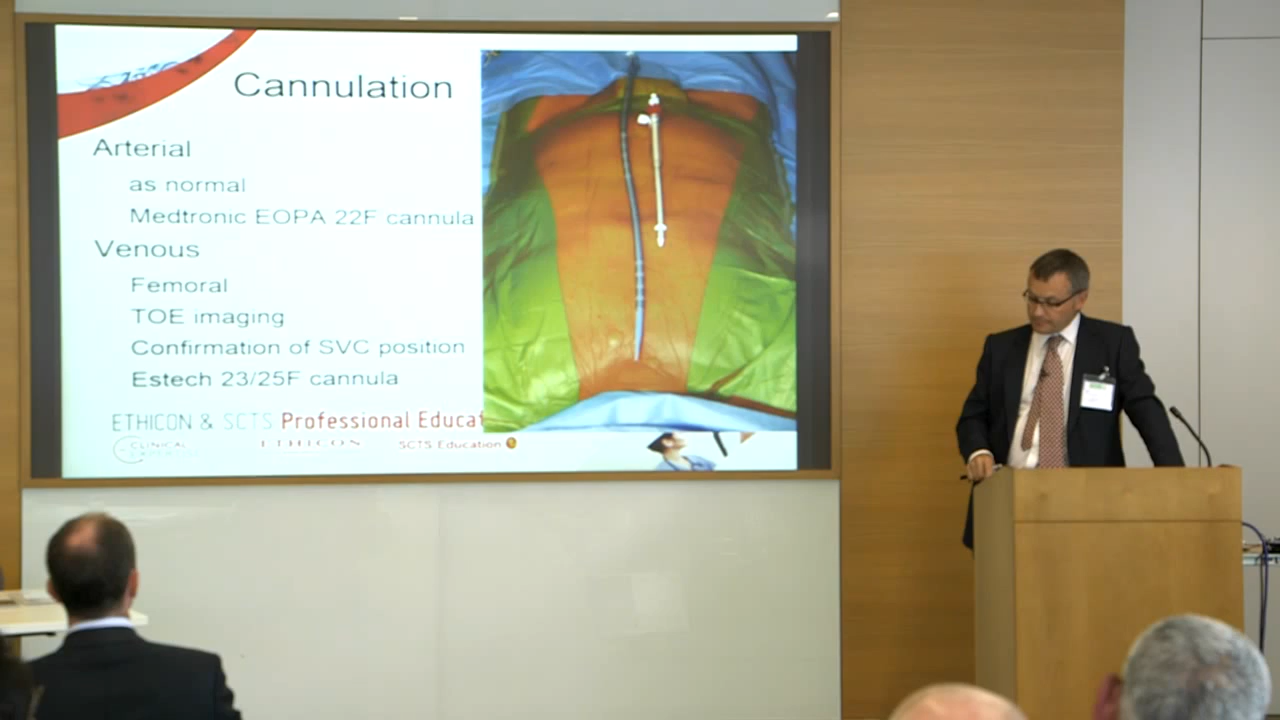 Cannulation
Arterial
as normal
Medtronic EOPA 22F cannula
Venous
Femoral
TOE imaging
Confirmation of SVC position
Estech 23/25F cannula
ETHICON & SCTS Professional Educat
CLINICAL
ETHICON
SCTS Education